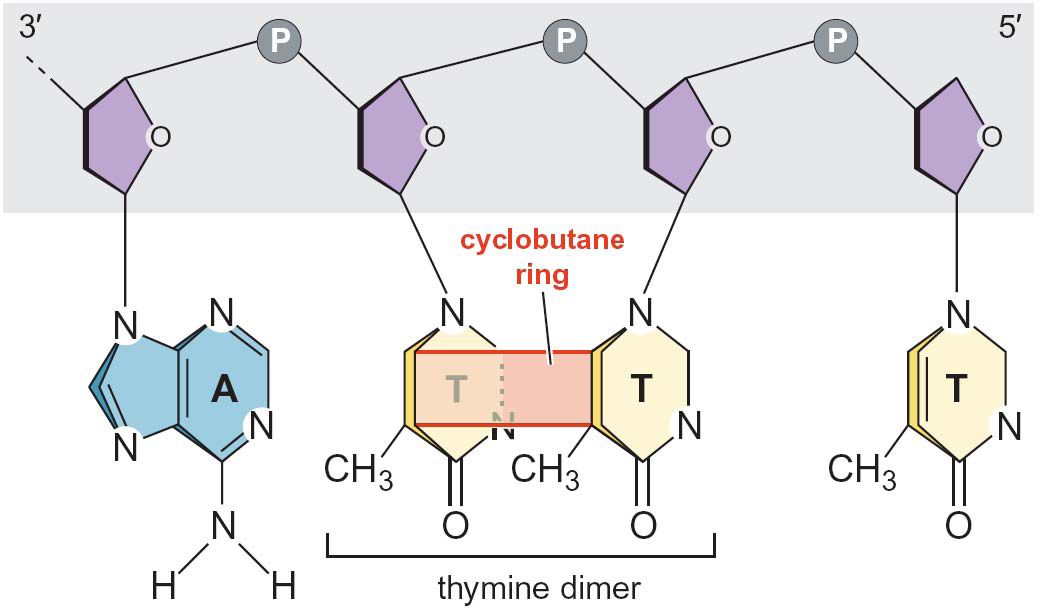 3′ P P P 5′
O O O O
cyclobutane
ring
N N N N N
A T T T
N N N N N
CH3 CH3 CH3
N O O O
H H
thymine dimer